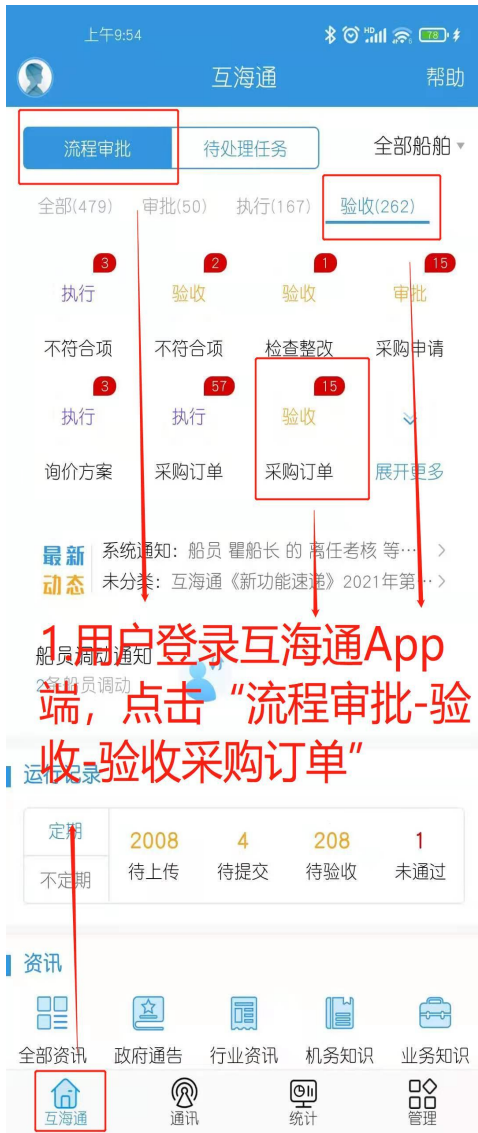 上午9:54
HD
78
互海通
帮助
流程审批
待处理任务
全部船舶
全部(479)
审批(50)
执行(167)
验收(262)
3
2
1
15
执行
验收
验收
审批
不符合项
不符合项
检查整改
采购申请
3
57
15
执行
执行
验收
询价方案
采购订单
采购订单
展开更多
最新动态
系统通知：船员 瞿船长 的 离任考核 等…
未分类：互海通《新功能速递》2021年第…
船员调动通知
2条船员调动
1.用户登录互海通App
端，点击“流程审批-验
收-验收采购订单”
运行记录
定期
不定期
2008
4
208
1
待上传
待提交
待验收
未通过
资讯
全部资讯
政府通告
行业资讯
机务知识
业务知识
互海通
通讯
统计
管理